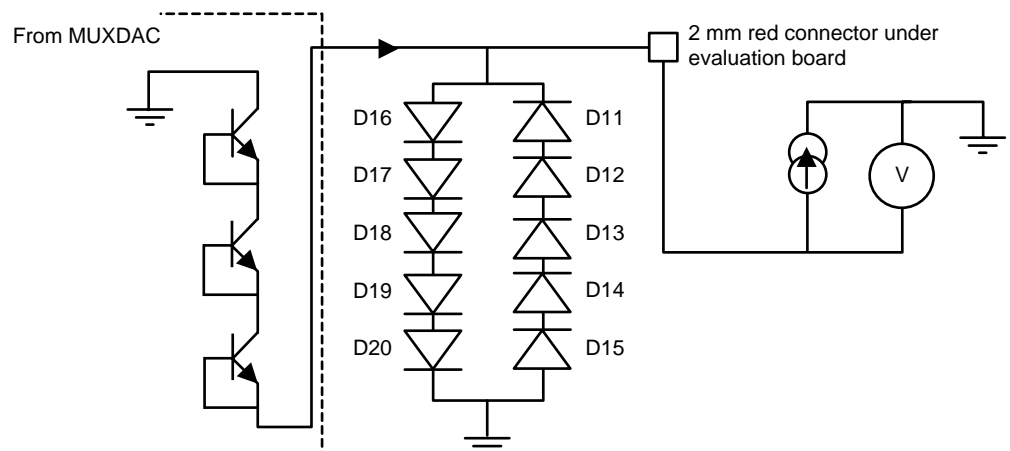 From MUXDAC
2 mm red connector under
evaluation board
D16
D11
D17
D12
V
D18
D13
D19
D14
D20
D15